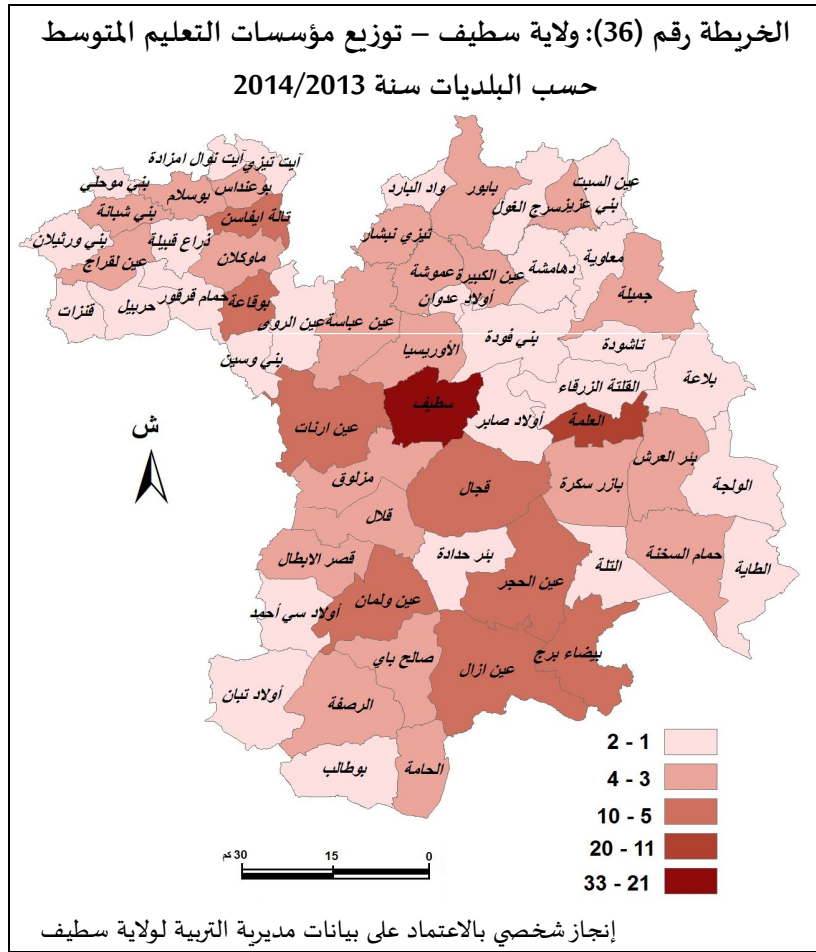 الخريطة رقم (36): ولاية سطيف – توزيع مؤسسات التعليم المتوسط
حسب البلديات سنة 2014/2013
آيت نوال امزادة
آيت تيزي
بني موحلي
بوسلام
بوعنداس
بني شبانة
تالة ايفاسن
بني ورثيلان
ذراع قبيلة
عين لقراج
ماوكلان
قنزات
حربيل
حمام قرقور
بوقاعة
عين الروى
بني وسين
واد البارد
بابور
سرج الغول
بني عزيز
عين السبت
تيزي نبشار
عموشة
عين الكبيرة
دهامشة
معاوية
أولاد عدوان
جميلة
عين عباسة
الأوريسيا
بني فودة
تاشودة
القلتة الزرقاء
بلاعة
عين ارنات
سطيف
أولاد صابر
العلمة
بئر العرش
بازر سكرة
الولجة
مزلوق
قجال
قلال
قصر الابطال
بئر حدادة
عين الحجر
التلة
حمام السخنة
الطاية
عين ولمان
أولاد سي أحمد
صالح باي
عين ازال
بيضاء برج
أولاد تبان
الرصفة
بوطالب
الحامة
ش
2 - 1
4 - 3
10 - 5
20 - 11
33 - 21
30 كم
15
0
إنجاز شخصي بالاعتماد على بيانات مديرية التربية لولاية سطيف